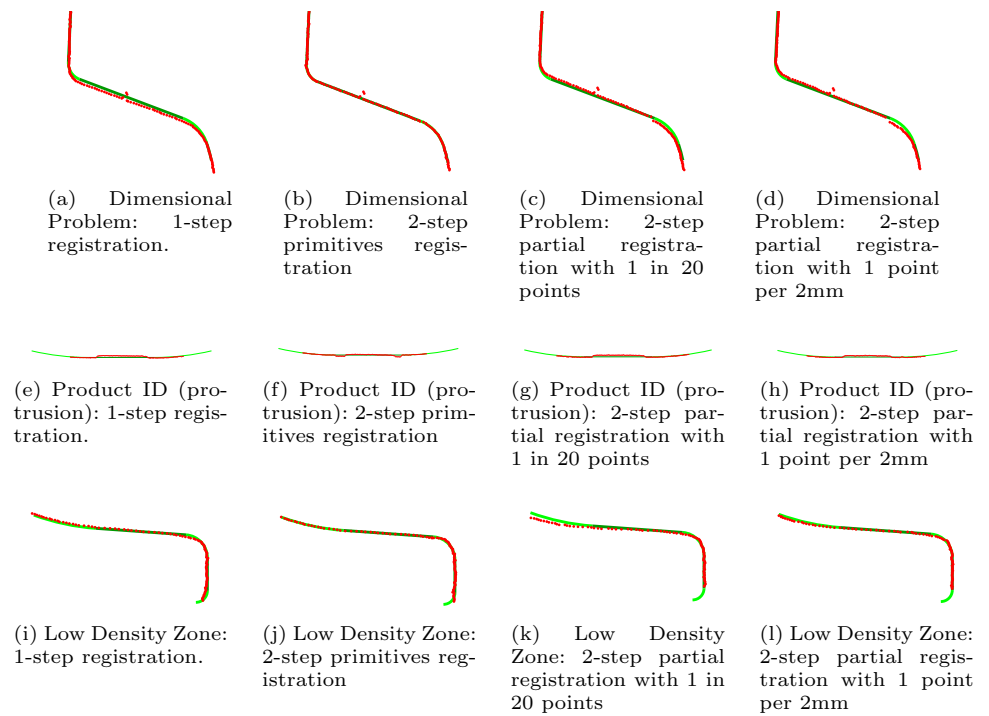 (a) Dimensional
Problem: 1-step
registration.
(b) Dimensional
Problem: 2-step
primitives regis-
tration
(c) Dimensional
Problem: 2-step
partial registra-
tion with 1 in 20
points
(d) Dimensional
Problem: 2-step
partial registra-
tion with 1 point
per 2mm
(e) Product ID (pro-
trusion): 1-step regis-
tration.
(f) Product ID (pro-
trusion): 2-step prim-
itives registration
(g) Product ID (pro-
trusion): 2-step par-
tial registration with
1 in 20 points
(h) Product ID (pro-
trusion): 2-step par-
tial registration with
1 point per 2mm
(i) Low Density Zone:
1-step registration.
(j) Low Density Zone:
2-step primitives reg-
istration
(k) Low Density
Zone: 2-step partial
registration with 1 in
20 points
(l) Low Density Zone:
2-step partial regis-
tration with 1 point
per 2mm